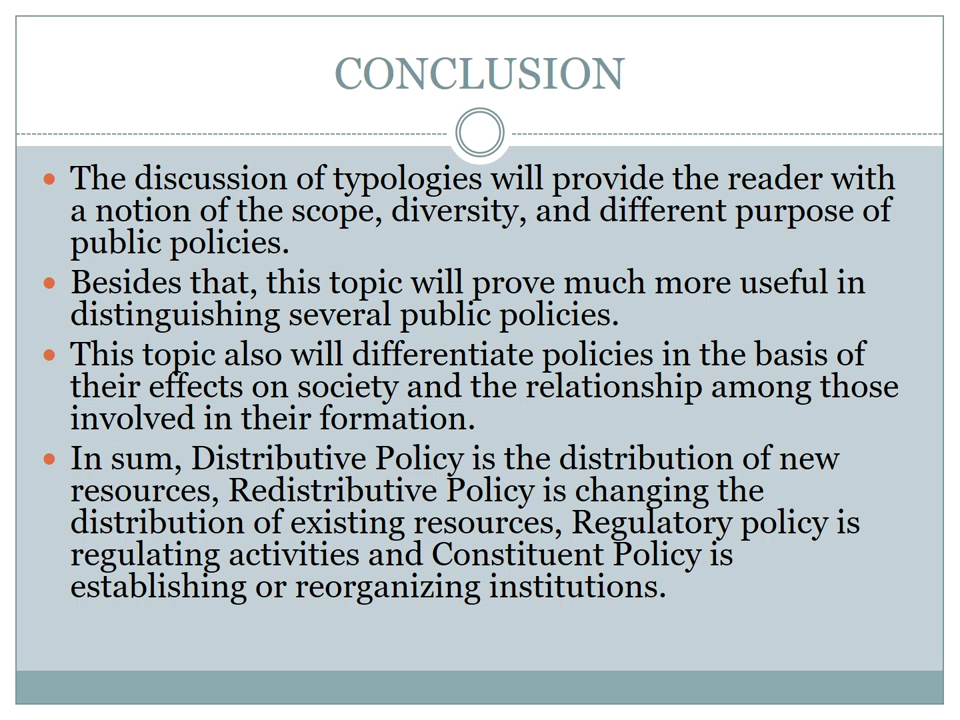 CONCLUSION
• The discussion of typologies will provide the reader with
a notion of the scope, diversity, and different purpose of
public policies.
• Besides that, this topic will prove much more useful in
distinguishing several public policies.
• This topic also will differentiate policies in the basis of
their effects on society and the relationship among those
involved in their formation.
• In sum, Distributive Policy is the distribution of new
resources, Redistributive Policy is changing the
distribution of existing resources, Regulatory policy is
regulating activities and Constituent Policy is
establishing or reorganizing institutions.